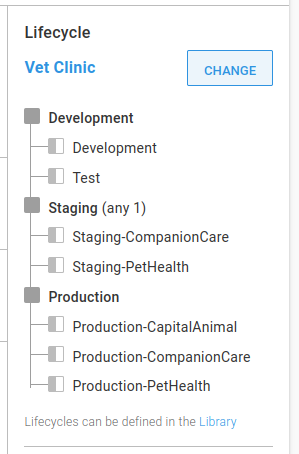 Lifecycle
Vet Clinic
CHANGE
Development
Development
Test
Staging (any 1)
Staging-CompanionCare
Staging-PetHealth
Production
Production-CapitalAnimal
Production-CompanionCare
Production-PetHealth
Lifecycles can be defined in the Library